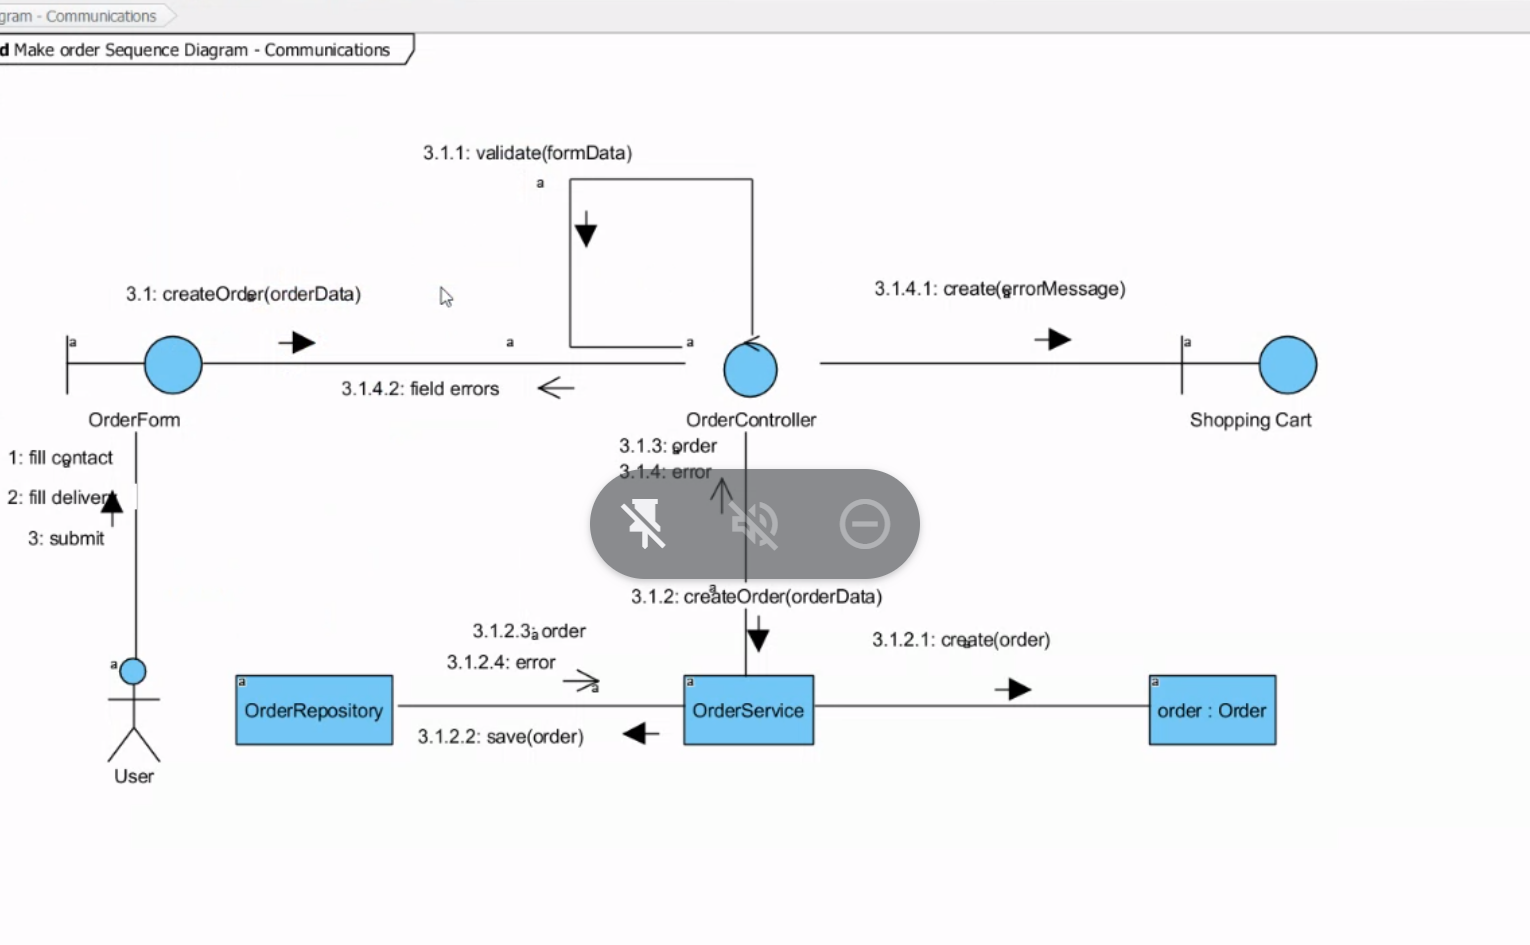 gram - Communications
d Make order Sequence Diagram - Communications
3.1.1: validate(formData)
a
3.1: createOrder(orderData)
a
3.1.4.1: create(errorMessage)
a
a
a
a
a
3.1.4.2: field errors
OrderForm
OrderController
Shopping Cart
1: fill contact
a
3.1.3: order
a
3.1.4: error
2: fill deliver
3: submit
a
3.1.2: createOrder(orderData)
3.1.2.3: order
a
3.1.2.1: create(order)
a
3.1.2.4: error
a
a
a
a
a
OrderRepository
OrderService
order : Order
3.1.2.2: save(order)
User